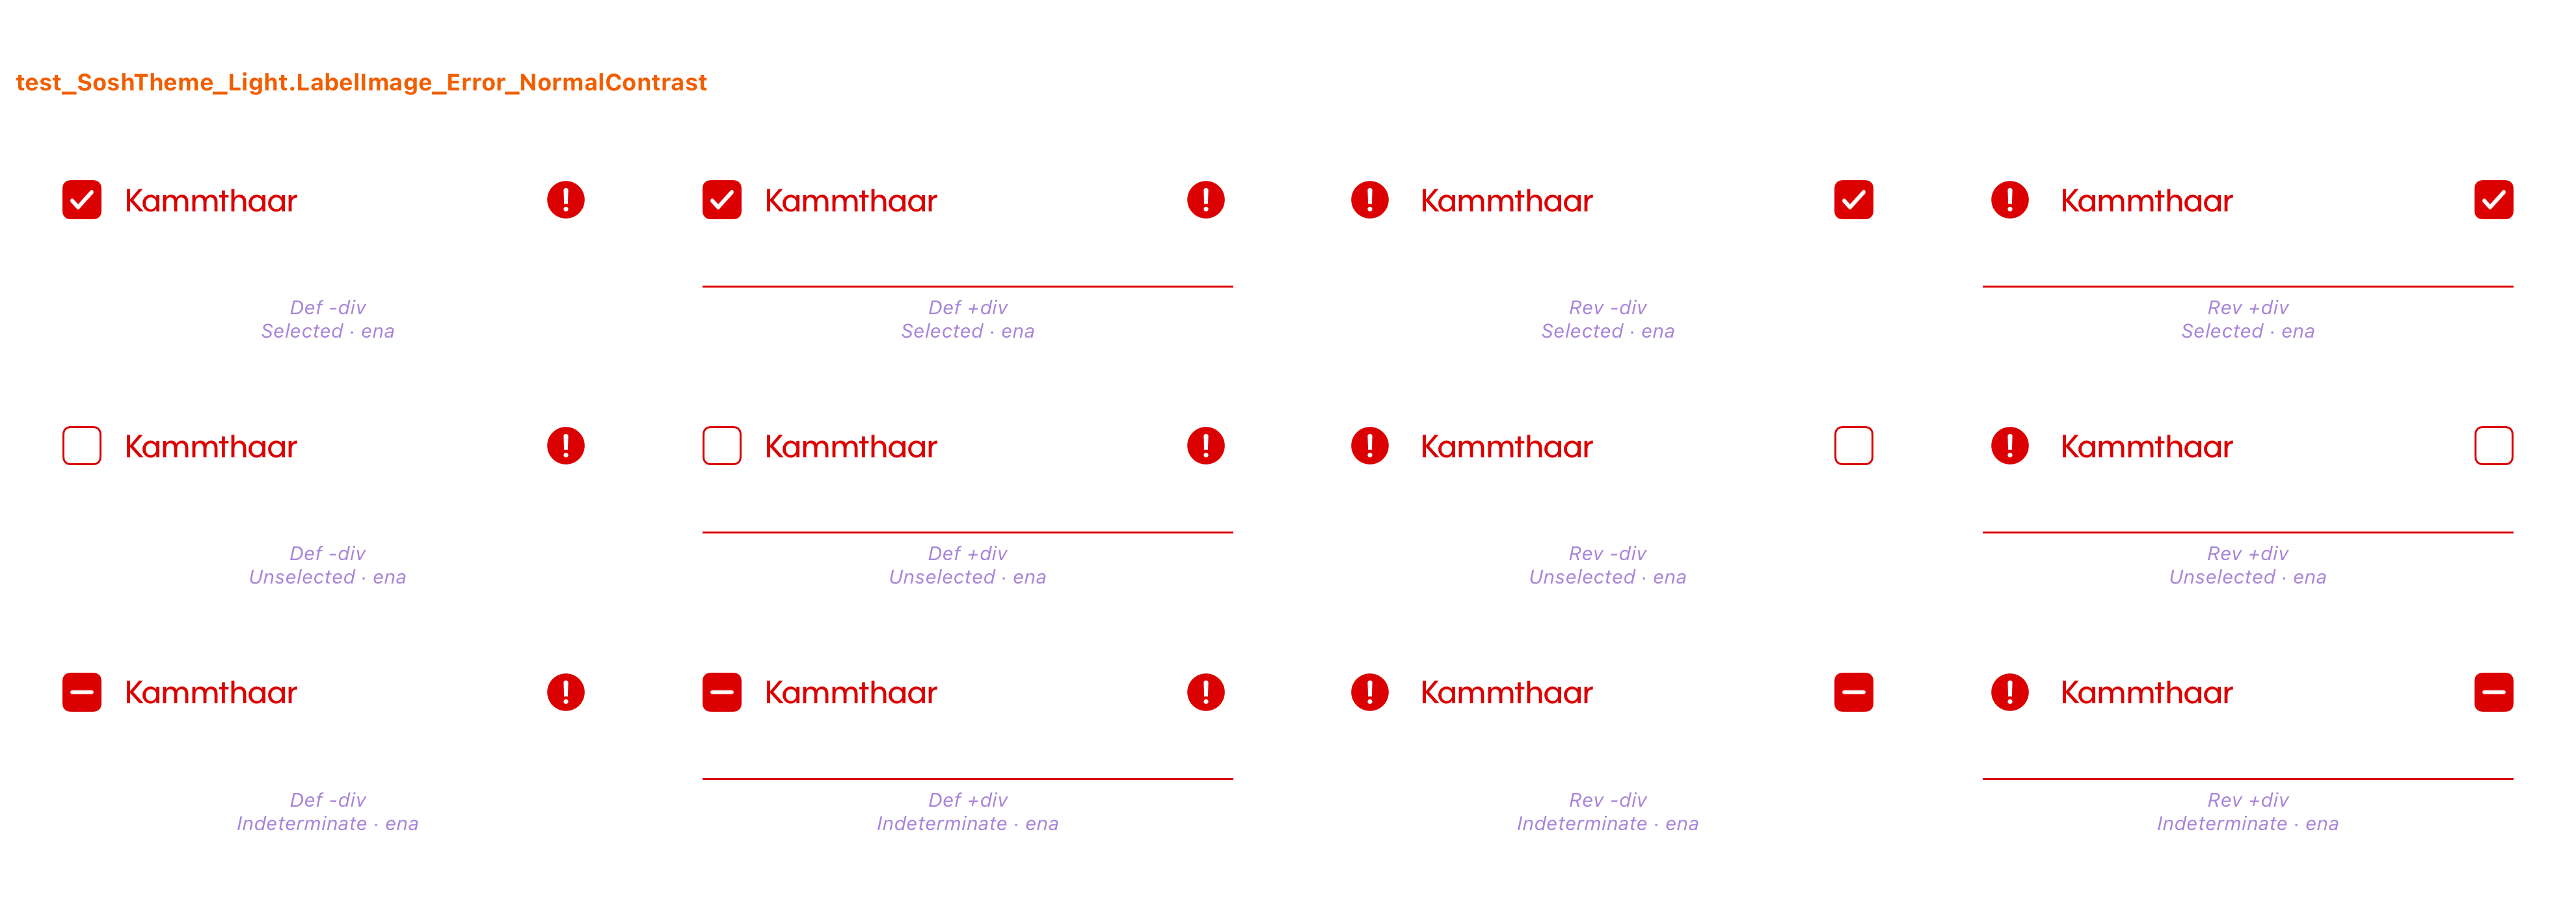 test_SoshTheme_Light.LabelImage_Error_NormalContrast
Kammthaar
Kammthaar
Kammthaar
Kammthaar
Def -div
Selected · ena
Def +div
Selected · ena
Rev -div
Selected · ena
Rev +div
Selected · ena
Kammthaar
Kammthaar
Kammthaar
Kammthaar
Def -div
Unselected · ena
Def +div
Unselected · ena
Rev -div
Unselected · ena
Rev +div
Unselected · ena
Kammthaar
Kammthaar
Kammthaar
Kammthaar
Def -div
Indeterminate · ena
Def +div
Indeterminate · ena
Rev -div
Indeterminate · ena
Rev +div
Indeterminate · ena